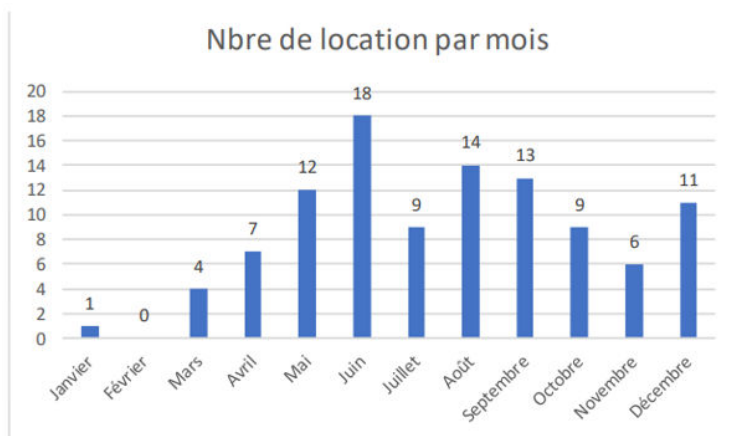 Nbre de location par mois
20
18
16
14
12
10
8
6
4
2
0
1
0
4
7
12
18
9
14
13
9
6
11
Janvier
Février
Mars
Avril
Mai
Juin
Juillet
Août
Septembre
Octobre
Novembre
Décembre